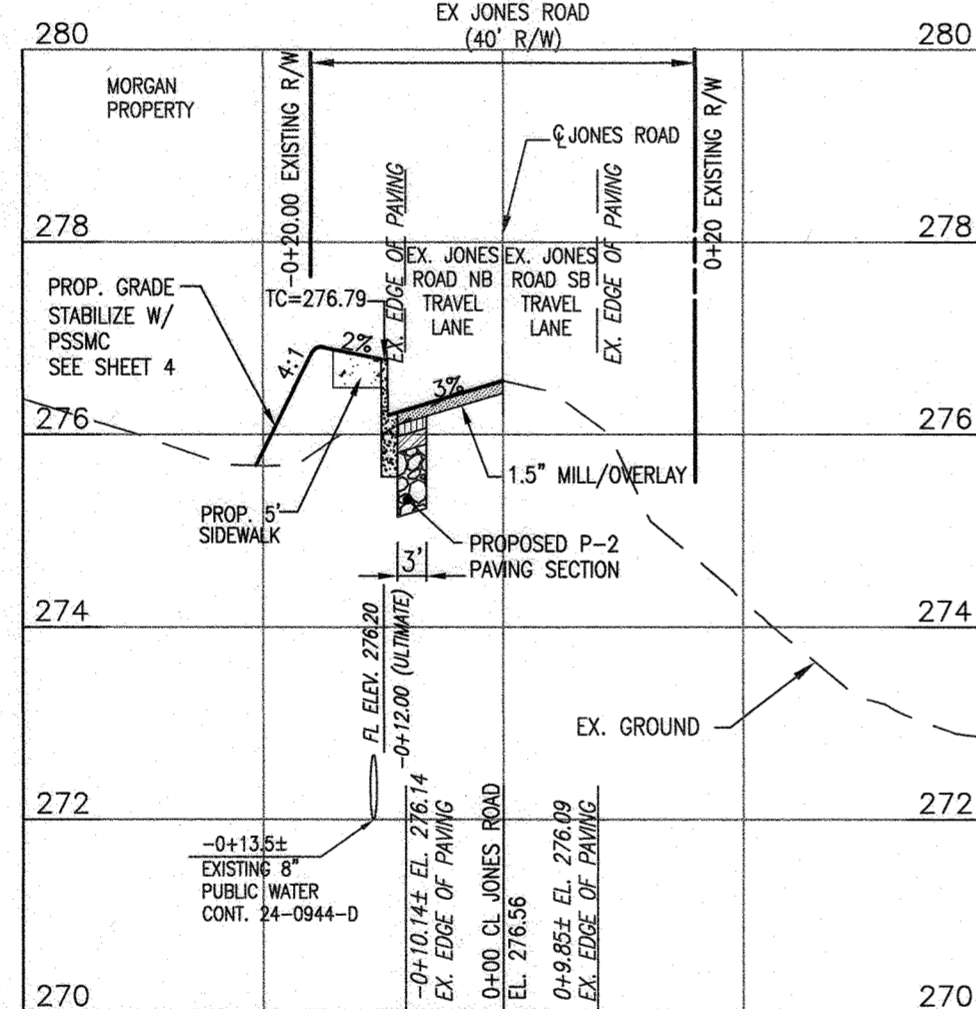 EX JONES ROAD
(40' R/W)
280
280
MORGAN
PROPERTY
-0+20.00 EXISTING R/W
℄ JONES ROAD
0+20 EXISTING R/W
EX. EDGE OF PAVING
EX. EDGE OF PAVING
278
278
EX. JONES
ROAD NB
TRAVEL
LANE
EX. JONES
ROAD SB
TRAVEL
LANE
PROP. GRADE
STABILIZE W/
PSSMC
SEE SHEET 4
TC=276.79
4:1
2%
3%
276
276
1.5" MILL/OVERLAY
PROP. 5'
SIDEWALK
PROPOSED P-2
PAVING SECTION
3'
274
274
FL ELEV. 276.20
-0+12.00 (ULTIMATE)
EX. GROUND
272
272
-0+13.5±
EXISTING 8"
PUBLIC WATER
CONT. 24-0944-D
-0+10.14± EL. 276.14
EX. EDGE OF PAVING
0+00 CL JONES ROAD
EL. 276.56
0+9.85± EL. 276.09
EX. EDGE OF PAVING
270
270